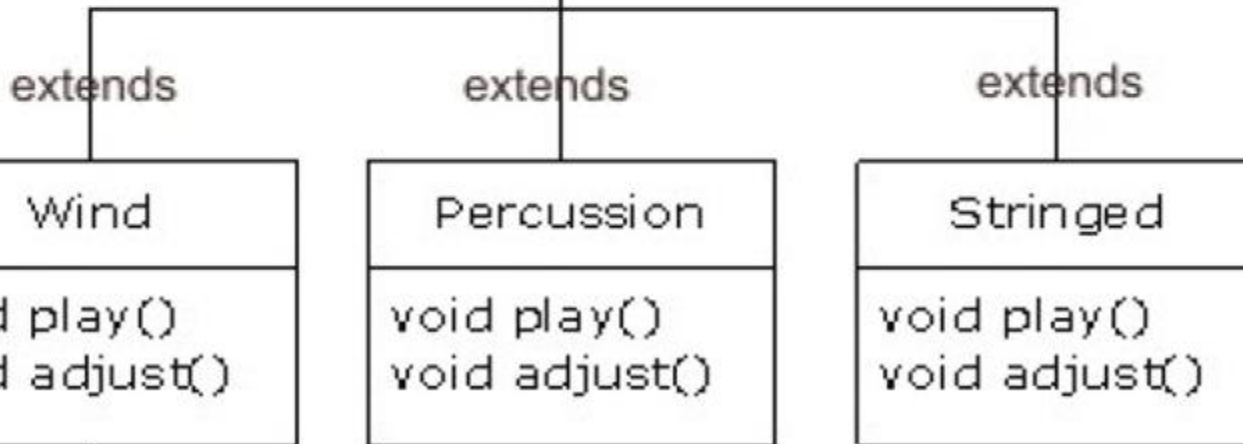 extends extends extends
Wind Percussion Stringed
play() void play() void play()
adjust() void adjust() void adjust()